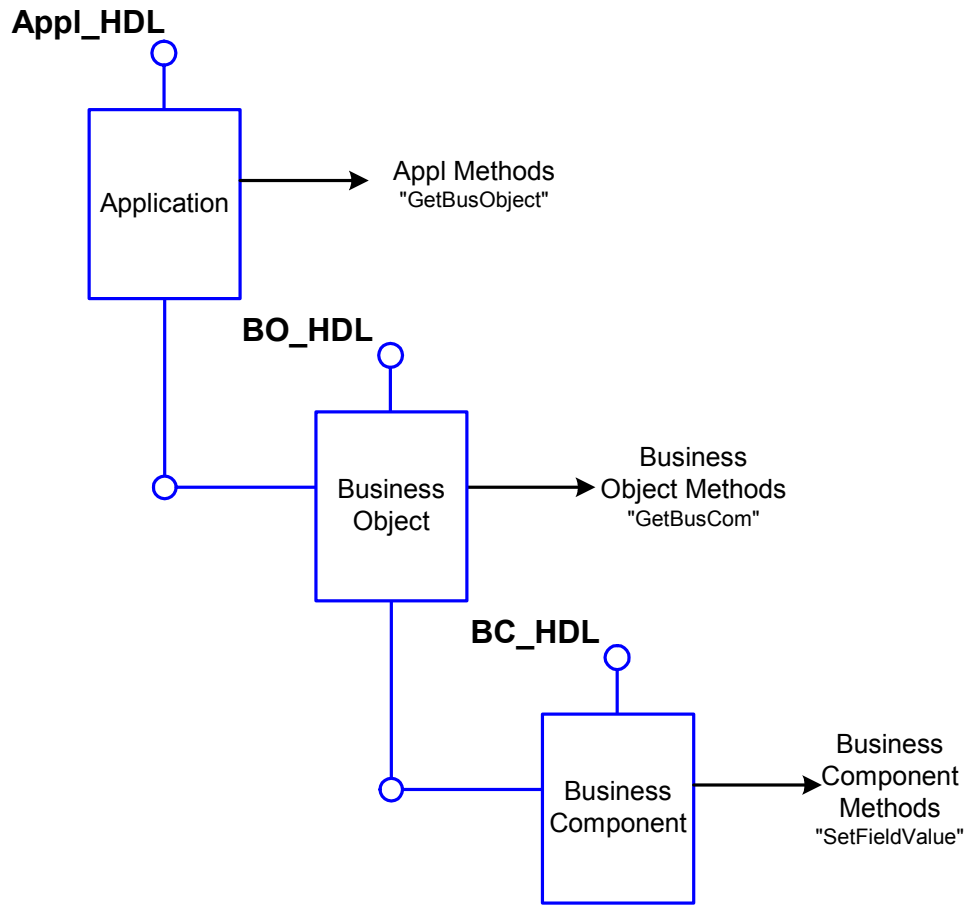 Appl_HDL
Application
Appl Methods
"GetBusObject"
BO_HDL
Business
Object
Business
Object Methods
"GetBusCom"
BC_HDL
Business
Component
Business
Component
Methods
"SetFieldValue"